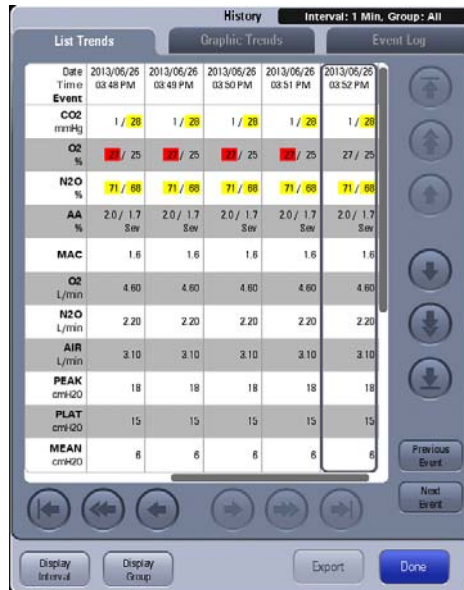 History
Interval: 1 Min, Group: All
List Trends
Graphic Trends
Event Log
Date 2013/06/26 2013/06/26 2013/06/26 2013/06/26 2013/06/26
Time 03:48 PM 03:49 PM 03:50 PM 03:51 PM 03:52 PM
Event
CO2 1/ 28 1/ 28 1/ 28 1/ 28 1/ 28
mmHg
O2 27/ 25 27/ 25 27/ 25 27/ 25 27/ 25
%
N2O 71/ 68 71/ 68 71/ 68 71/ 68 71/ 68
%
AA 2.0/ 1.7 2.0/ 1.7 2.0/ 1.7 2.0/ 1.7 2.0/ 1.7
% Sev Sev Sev Sev Sev
MAC 1.6 1.6 1.6 1.6 1.6
O2 4.60 4.60 4.60 4.60 4.60
L/min
N2O 2.20 2.20 2.20 2.20 2.20
L/min
AIR 3.10 3.10 3.10 3.10 3.10
L/min
PEAK 18 18 18 18 18
cmH2O
PLAT 15 15 15 15 15
cmH2O
MEAN 6 6 6 6 6
cmH2O
Previous
Event
Next
Event
Display
Interval
Display
Group
Export
Done